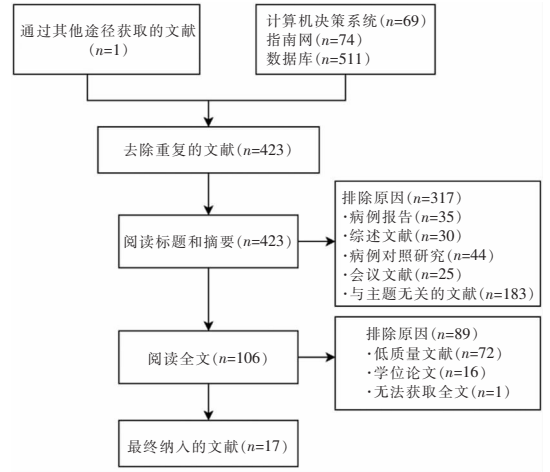 通过其他途径获取的文献
(n=1)
计算机决策系统(n=69)
指南网(n=74)
数据库(n=511)
去除重复的文献(n=423)
阅读标题和摘要(n=423)
排除原因(n=317)
·病例报告(n=35)
·综述文献(n=30)
·病例对照研究(n=44)
·会议文献(n=25)
·与主题无关的文献(n=183)
阅读全文(n=106)
排除原因(n=89)
·低质量文献(n=72)
·学位论文(n=16)
·无法获取全文(n=1)
最终纳入的文献(n=17)